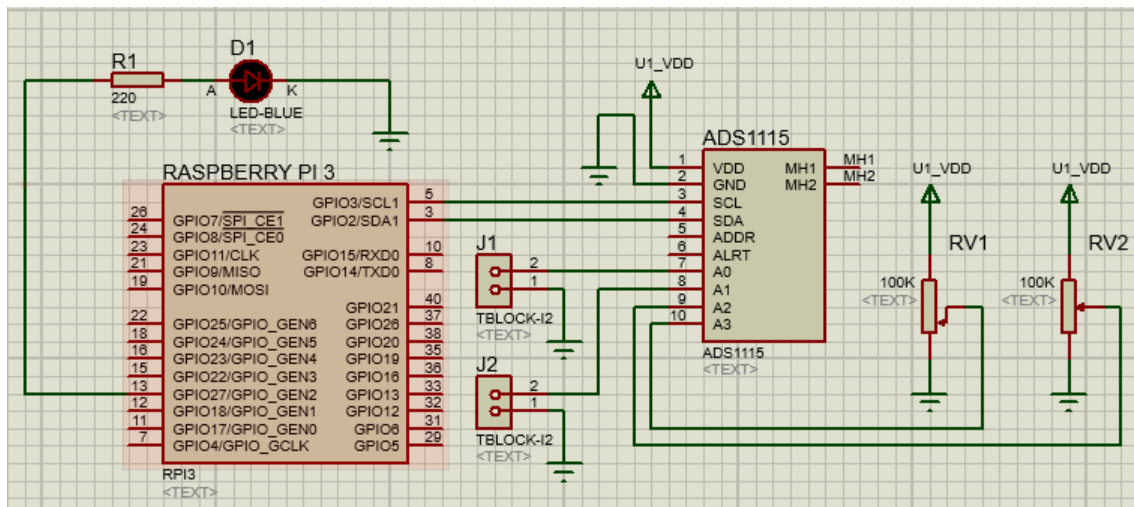 R1
220
<TEXT>
D1
A
K
LED-BLUE
<TEXT>
U1_VDD
ADS1115
1 VDD
2 GND
3 SCL
4 SDA
5 ADDR
6 ALRT
7 A0
8 A1
9 A2
10 A3
MH1 MH1
MH2 MH2
ADS1115
<TEXT>
RASPBERRY PI 3
GPIO3/SCL1 5
GPIO2/SDA1 3
26 GPIO7/SPI_CE1
24 GPIO8/SPI_CE0
23 GPIO11/CLK
21 GPIO9/MISO
19 GPIO10/MOSI
GPIO15/RXD0 10
GPIO14/TXD0 8
22 GPIO25/GPIO_GEN6
18 GPIO24/GPIO_GEN5
16 GPIO23/GPIO_GEN4
15 GPIO22/GPIO_GEN3
13 GPIO27/GPIO_GEN2
12 GPIO18/GPIO_GEN1
11 GPIO17/GPIO_GEN0
7 GPIO4/GPIO_GCLK
GPIO21 40
GPIO26 37
GPIO20 38
GPIO19 35
GPIO16 36
GPIO13 33
GPIO12 32
GPIO6 31
GPIO5 29
RPI3
<TEXT>
J1
2
1
TBLOCK-I2
<TEXT>
J2
2
1
TBLOCK-I2
<TEXT>
U1_VDD
RV1
100K
<TEXT>
U1_VDD
RV2
100K
<TEXT>